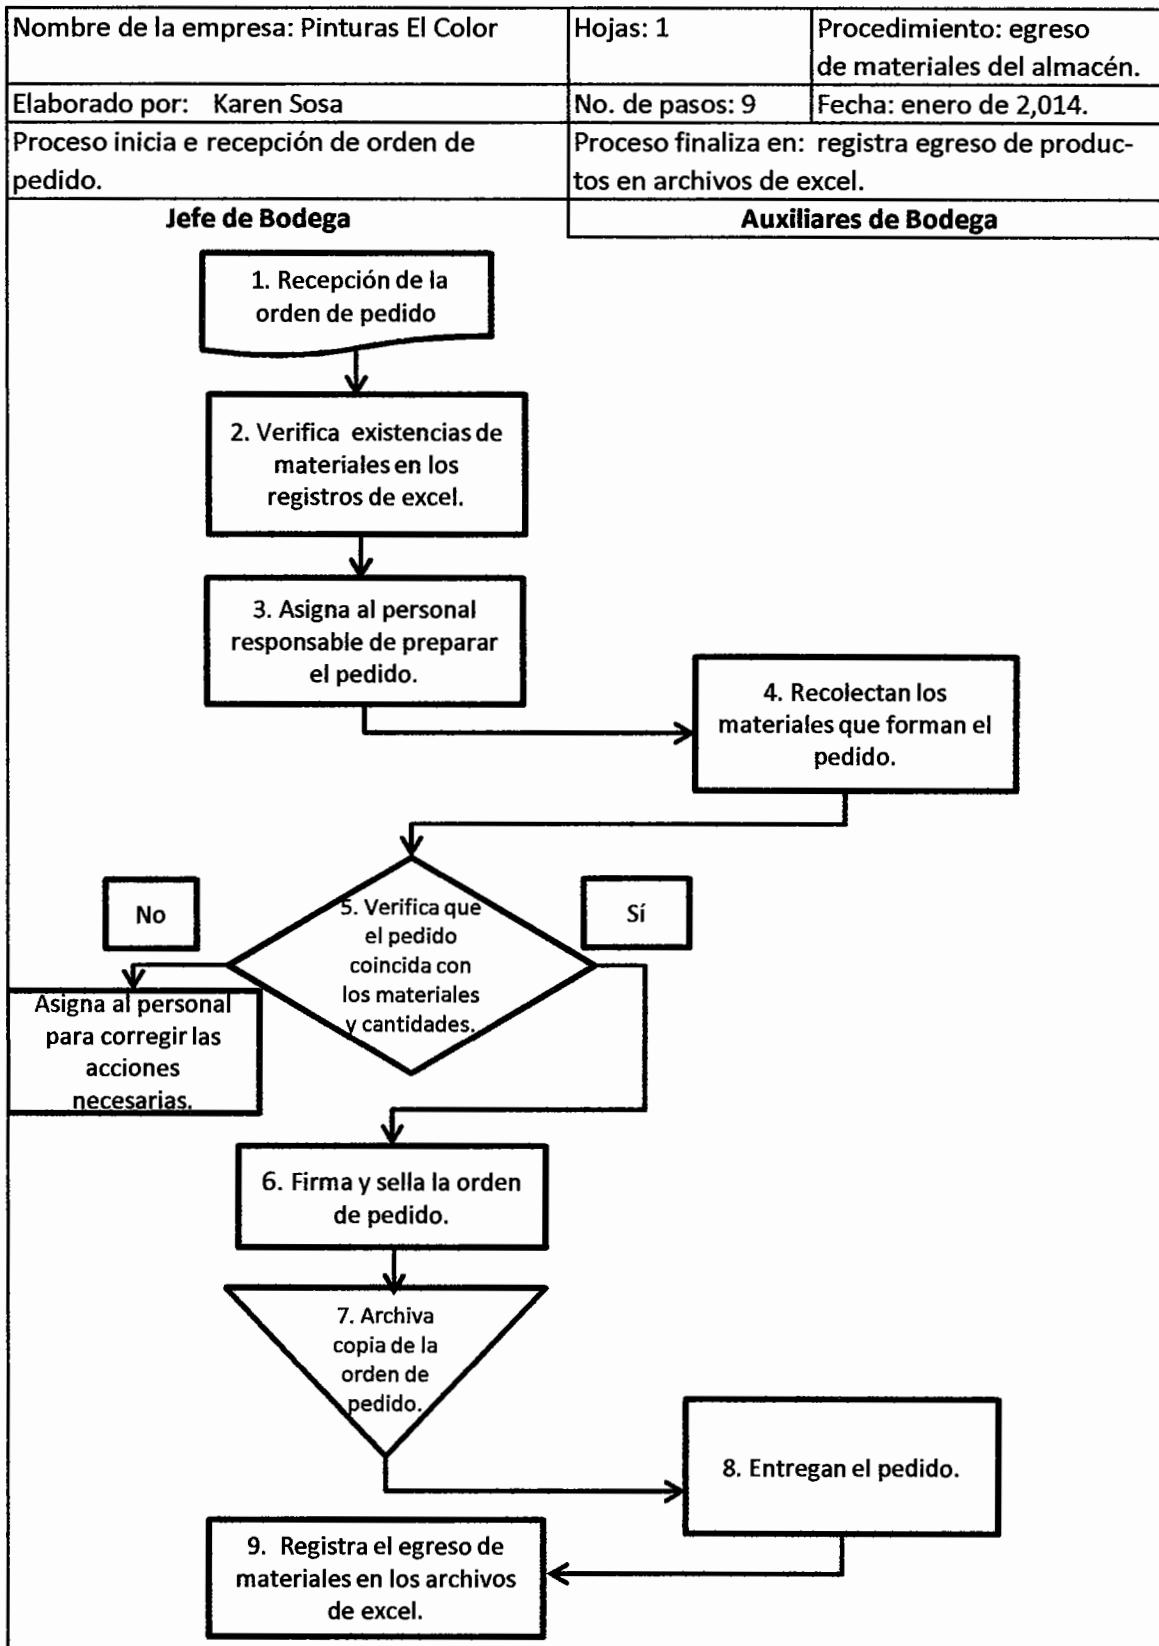 Nombre de la empresa: Pinturas El Color
Hojas: 1
Procedimiento: egreso
de materiales del almacén.
Elaborado por: Karen Sosa
No. de pasos: 9
Fecha: enero de 2,014.
Proceso inicia e recepción de orden de
pedido.
Proceso finaliza en: registra egreso de produc-
tos en archivos de excel.
Jefe de Bodega
Auxiliares de Bodega
1. Recepción de la
orden de pedido
2. Verifica existencias de
materiales en los
registros de excel.
3. Asigna al personal
responsable de preparar
el pedido.
4. Recolectan los
materiales que forman el
pedido.
5. Verifica que
el pedido
coincida con
los materiales
y cantidades.
No
Sí
Asigna al personal
para corregir las
acciones
necesarias.
6. Firma y sella la orden
de pedido.
7. Archiva
copia de la
orden de
pedido.
8. Entregan el pedido.
9. Registra el egreso de
materiales en los archivos
de excel.